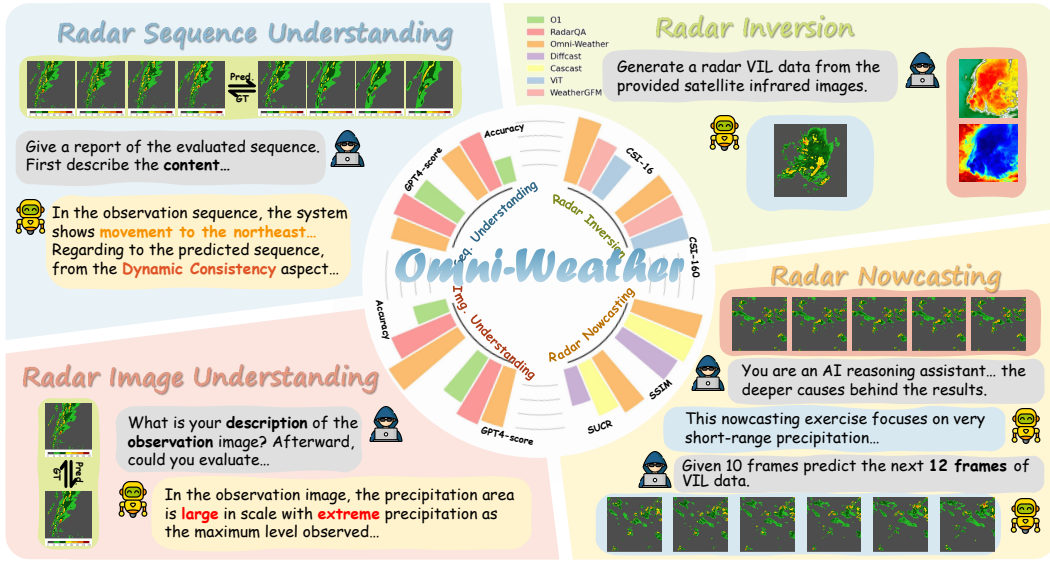 Radar Sequence Understanding
Pred.
GT
Give a report of the evaluated sequence.
First describe the content...
In the observation sequence, the system
shows movement to the northeast...
Regarding to the predicted sequence,
from the Dynamic Consistency aspect...
O1
RadarQA
Omni-Weather
Diffcast
Cascast
ViT
WeatherGFM
Radar Inversion
Generate a radar VIL data from the
provided satellite infrared images.
Accuracy
GPT4-score
CSI-16
CSI-160
Seq. Understanding
Radar Inversion
Omni-Weather
Img. Understanding
Radar Nowcasting
Accuracy
GPT4-score
SUCR
SSIM
Radar Image Understanding
Pred
GT
What is your description of the
observation image? Afterward,
could you evaluate...
In the observation image, the precipitation area
is large in scale with extreme precipitation as
the maximum level observed...
Radar Nowcasting
You are an AI reasoning assistant... the
deeper causes behind the results.
This nowcasting exercise focuses on very
short-range precipitation...
Given 10 frames predict the next 12 frames of
VIL data.